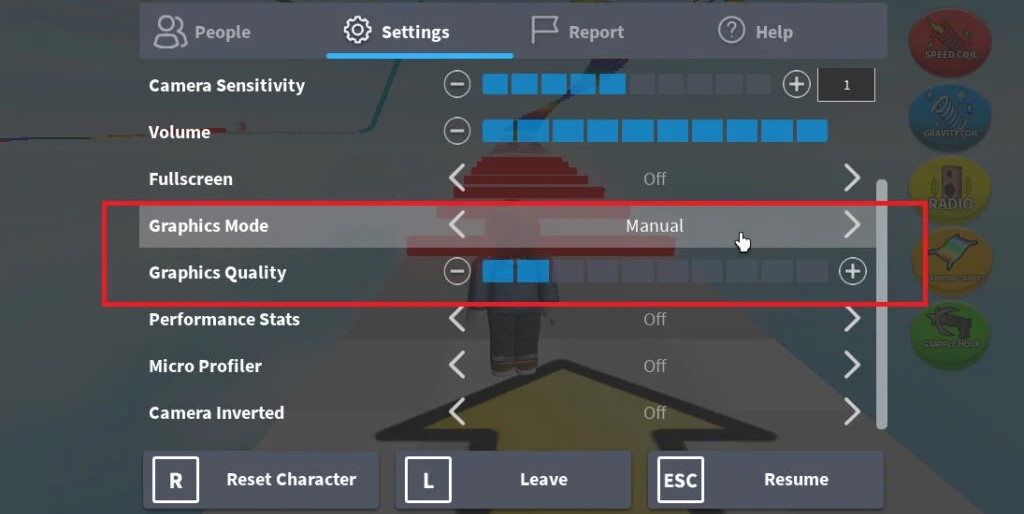 People Settings Report Help
Camera Sensitivity 1
Volume
Fullscreen Off
Graphics Mode Manual
Graphics Quality
Performance Stats Off
Micro Profiler Off
Camera Inverted Off
R Reset Character L Leave ESC Resume
SPEED COIL
GRAVITY COIL
RADIO
GRAPPLE HOOK